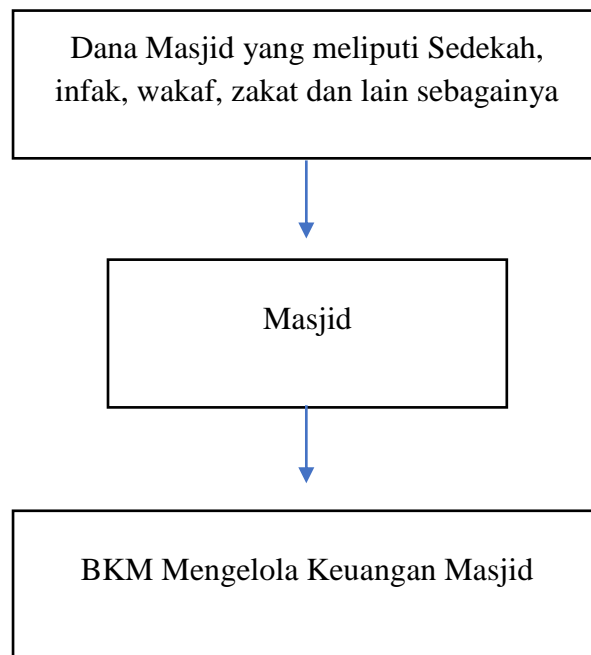 Dana Masjid yang meliputi Sedekah,
infak, wakaf, zakat dan lain sebagainya
Masjid
BKM Mengelola Keuangan Masjid